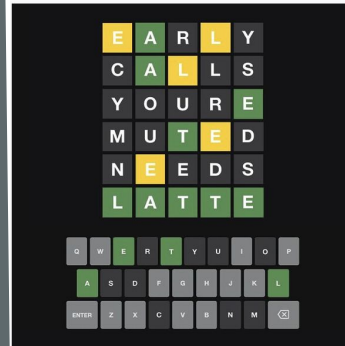 EARLY
CALLS
YOURE
MUTED
NEEDS
LATTE
Q W E R T Y U I O P
A S D F G H J K L
ENTER Z X C V B N M